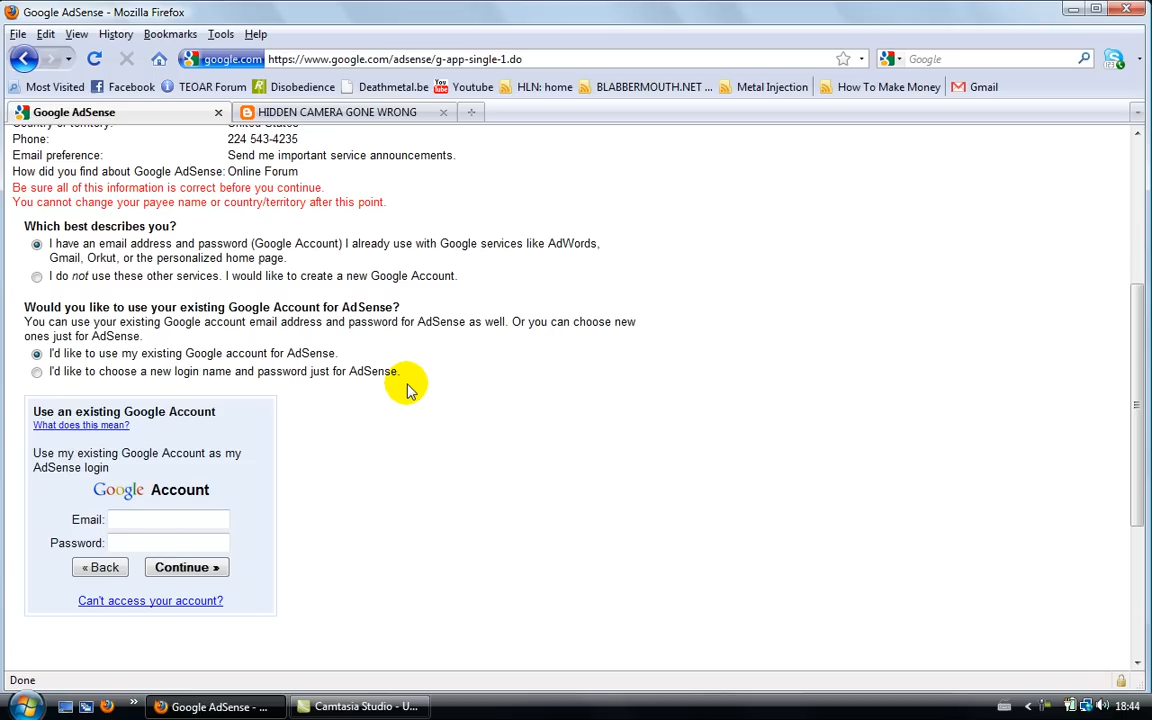 Google AdSense - Mozilla Firefox
File Edit View History Bookmarks Tools Help
google.com https://www.google.com/adsense/g-app-single-1.do Google
Most Visited Facebook TEOAR Forum Disobedience Deathmetal.be Youtube HLN: home BLABBERMOUTH.NET ... Metal Injection How To Make Money Gmail
Google AdSense HIDDEN CAMERA GONE WRONG
Country or territory: United States
Phone: 224 543-4235
Email preference: Send me important service announcements.
How did you find about Google AdSense: Online Forum
Be sure all of this information is correct before you continue.
You cannot change your payee name or country/territory after this point.
Which best describes you?
I have an email address and password (Google Account) I already use with Google services like AdWords,
Gmail, Orkut, or the personalized home page.
I do not use these other services. I would like to create a new Google Account.
Would you like to use your existing Google Account for AdSense?
You can use your existing Google account email address and password for AdSense as well. Or you can choose new
ones just for AdSense.
I'd like to use my existing Google account for AdSense.
I'd like to choose a new login name and password just for AdSense.
Use an existing Google Account
What does this mean?
Use my existing Google Account as my
AdSense login
Google Account
Email:
Password:
« Back Continue »
Can't access your account?
Done
Google AdSense - ... Camtasia Studio - U... 18:44